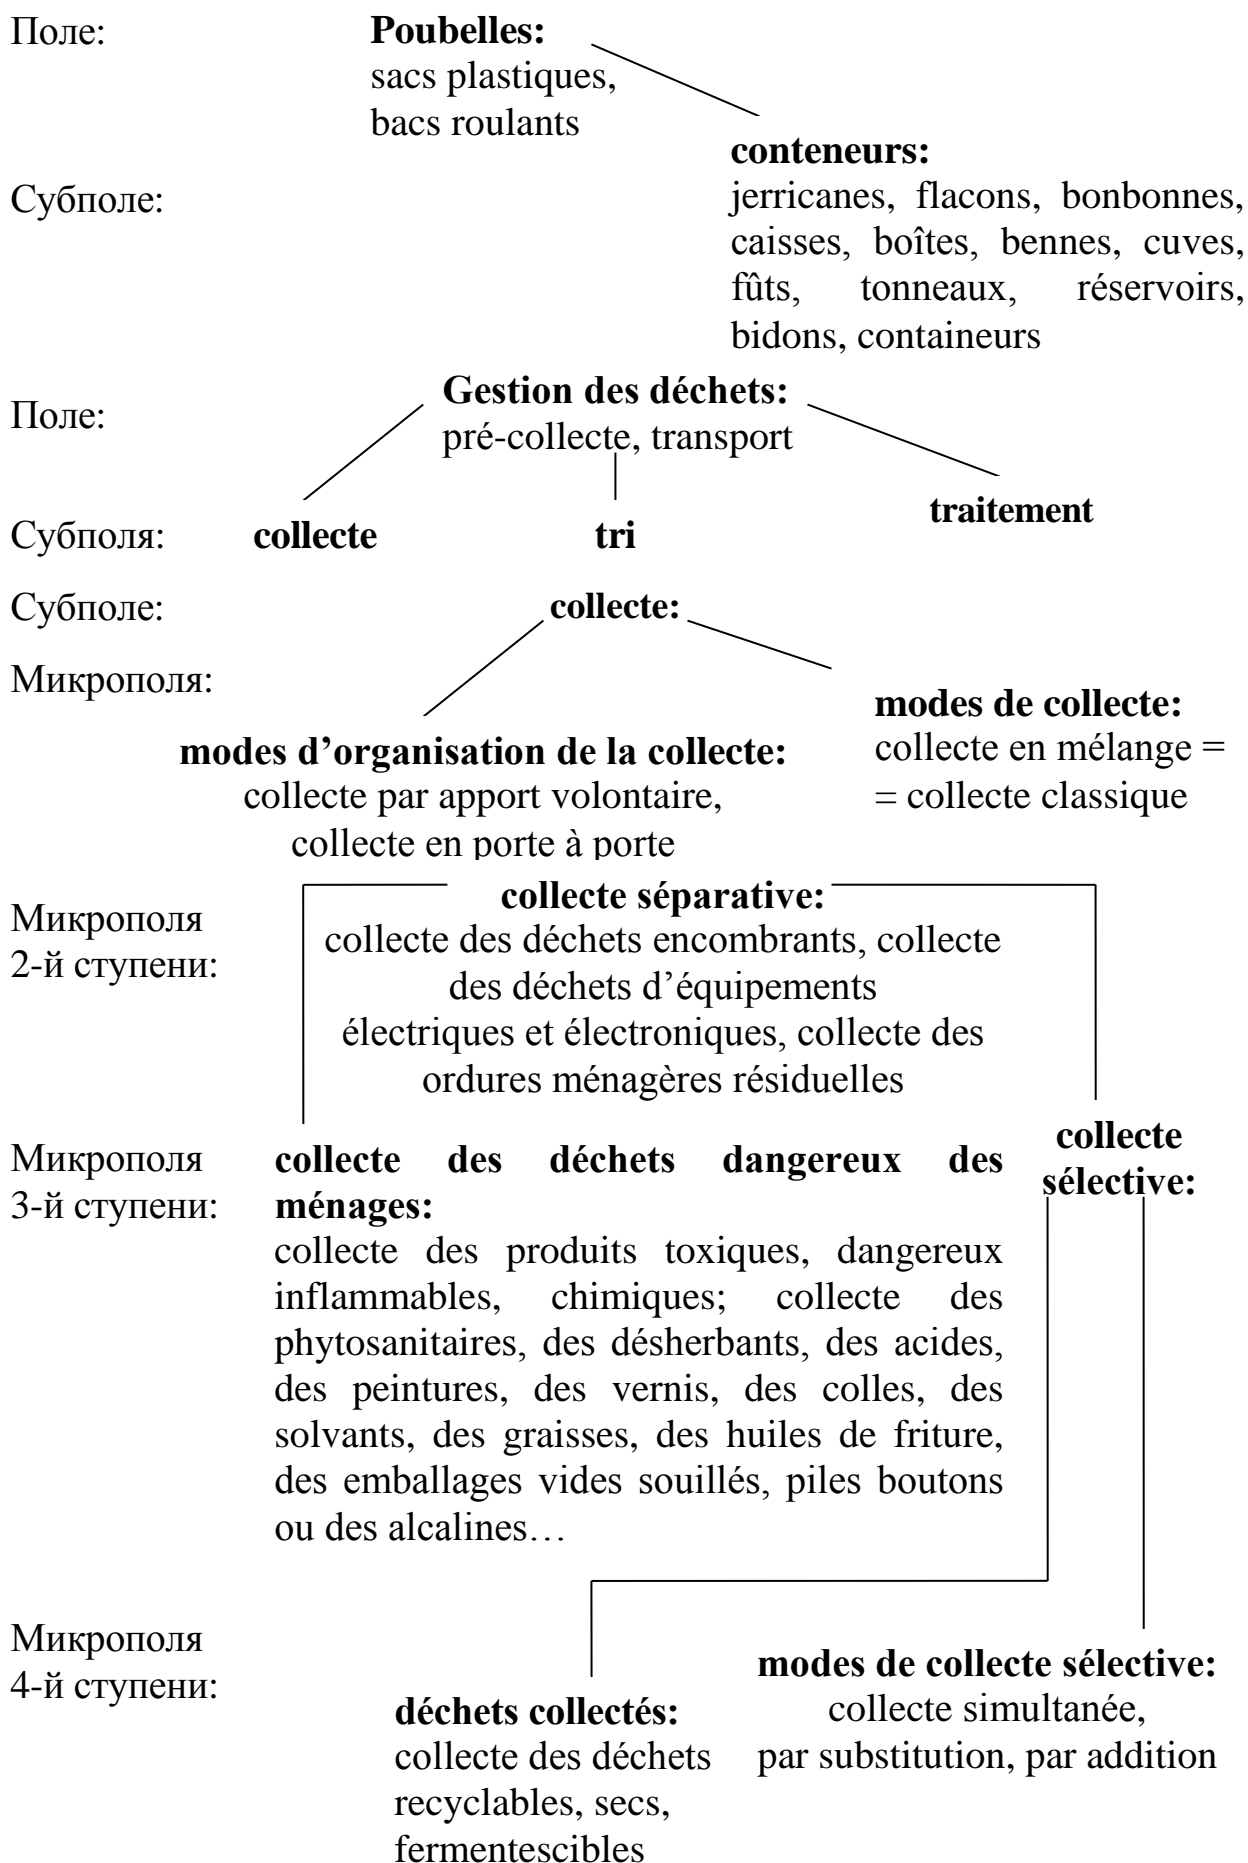 Поле:
Poubelles:
sacs plastiques,
bacs roulants
Субполе:
conteneurs:
jerricanes, flacons, bonbonnes,
caisses, boîtes, bennes, cuves,
fûts, tonneaux, réservoirs,
bidons, containeurs
Поле:
Gestion des déchets:
pré-collecte, transport
Субполя:
collecte
tri
traitement
Субполе:
collecte:
Микрополя:
modes d’organisation de la collecte:
collecte par apport volontaire,
collecte en porte à porte
modes de collecte:
collecte en mélange =
= collecte classique
Микрополя
2-й ступени:
collecte séparative:
collecte des déchets encombrants, collecte
des déchets d’équipements
électriques et électroniques, collecte des
ordures ménagères résiduelles
Микрополя
3-й ступени:
collecte des déchets dangereux des
ménages:
collecte des produits toxiques, dangereux
inflammables, chimiques; collecte des
phytosanitaires, des désherbants, des acides,
des peintures, des vernis, des colles, des
solvants, des graisses, des huiles de friture,
des emballages vides souillés, piles boutons
ou des alcalines…
collecte
sélective:
Микрополя
4-й ступени:
déchets collectés:
collecte des déchets
recyclables, secs,
fermentescibles
modes de collecte sélective:
collecte simultanée,
par substitution, par addition